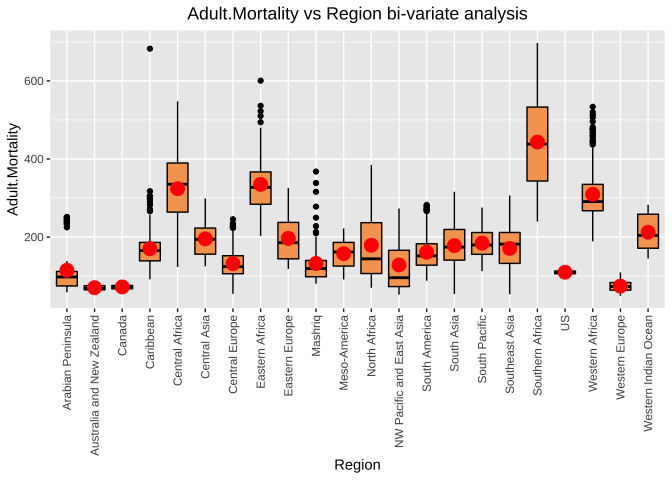 Adult.Mortality vs Region bi-variate analysis
Adult.Mortality
600
400
200
Arabian Peninsula
Australia and New Zealand
Canada
Caribbean
Central Africa
Central Asia
Central Europe
Eastern Africa
Eastern Europe
Mashriq
Meso-America
North Africa
NW Pacific and East Asia
South America
South Asia
South Pacific
Southeast Asia
Southern Africa
US
Western Africa
Western Europe
Western Indian Ocean
Region